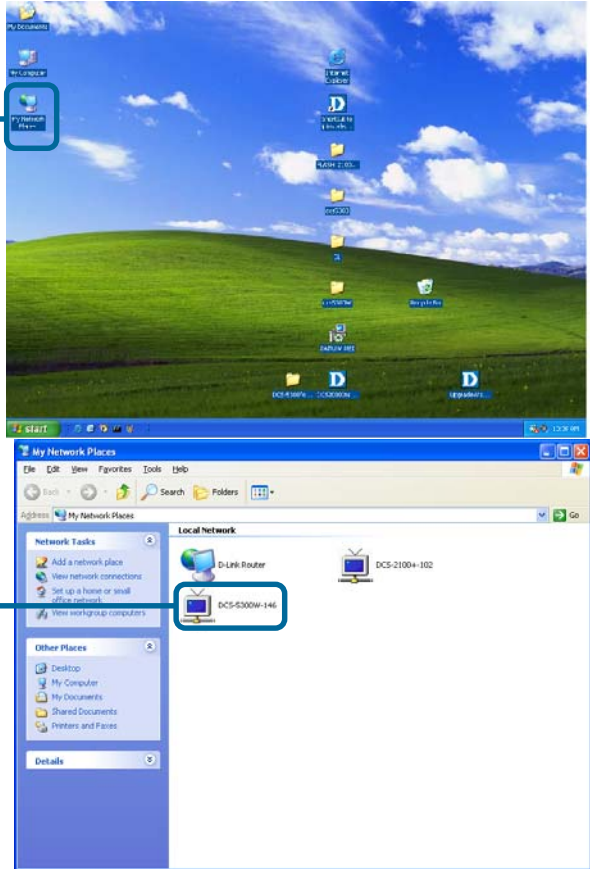 My Documents
My Computer
My Network
Places
Internet
Explorer
Shortcut to
Recycle Bin
start
My Network Places
File Edit View Favorites Tools Help
Back Search Folders
Address My Network Places Go
Network Tasks
Add a network place
View network connections
Set up a home or small
office network
View workgroup computers
Other Places
Desktop
My Computer
My Documents
Shared Documents
Printers and Faxes
Details
Local Network
D-Link Router
DCS-2100+-102
DCS-5300W-146